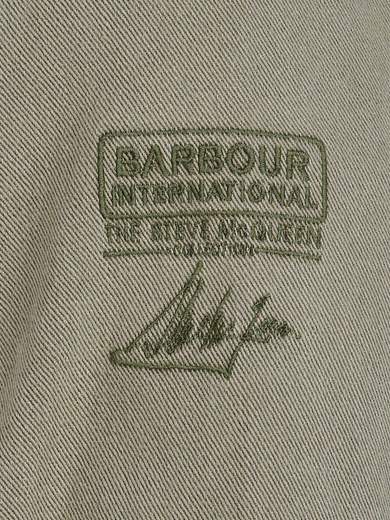 BARBOUR
INTERNATIONAL
THE STEVE McQUEEN
COLLECTION